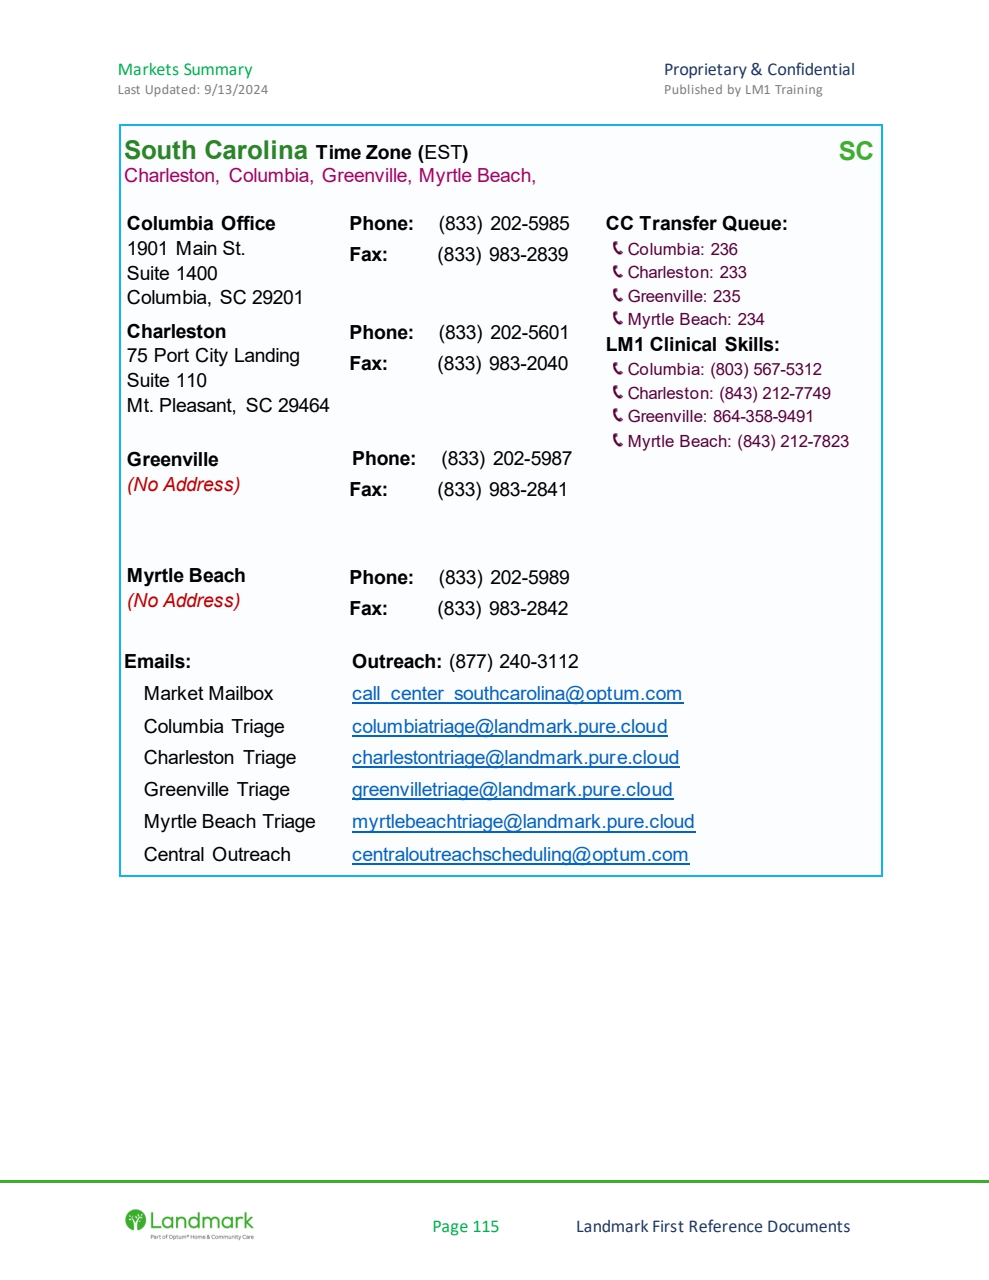 Markets Summary
Proprietary & Confidential
Last Updated: 9/13/2024
Published by LM1 Training
South Carolina Time Zone (EST)
SC
Charleston, Columbia, Greenville, Myrtle Beach,
Columbia Office
1901 Main St.
Suite 1400
Columbia, SC 29201
Phone: (833) 202-5985
Fax: (833) 983-2839
Charleston
75 Port City Landing
Suite 110
Mt. Pleasant, SC 29464
Phone: (833) 202-5601
Fax: (833) 983-2040
Greenville
(No Address)
Phone: (833) 202-5987
Fax: (833) 983-2841
Myrtle Beach
(No Address)
Phone: (833) 202-5989
Fax: (833) 983-2842
CC Transfer Queue:
Columbia: 236
Charleston: 233
Greenville: 235
Myrtle Beach: 234
LM1 Clinical Skills:
Columbia: (803) 567-5312
Charleston: (843) 212-7749
Greenville: 864-358-9491
Myrtle Beach: (843) 212-7823
Emails:
Outreach: (877) 240-3112
Market Mailbox call_center_southcarolina@optum.com
Columbia Triage columbiatriage@landmark.pure.cloud
Charleston Triage charlestontriage@landmark.pure.cloud
Greenville Triage greenvilletriage@landmark.pure.cloud
Myrtle Beach Triage myrtlebeachtriage@landmark.pure.cloud
Central Outreach centraloutreachscheduling@optum.com
Landmark
Part of Optum® Home & Community Care
Page 115
Landmark First Reference Documents